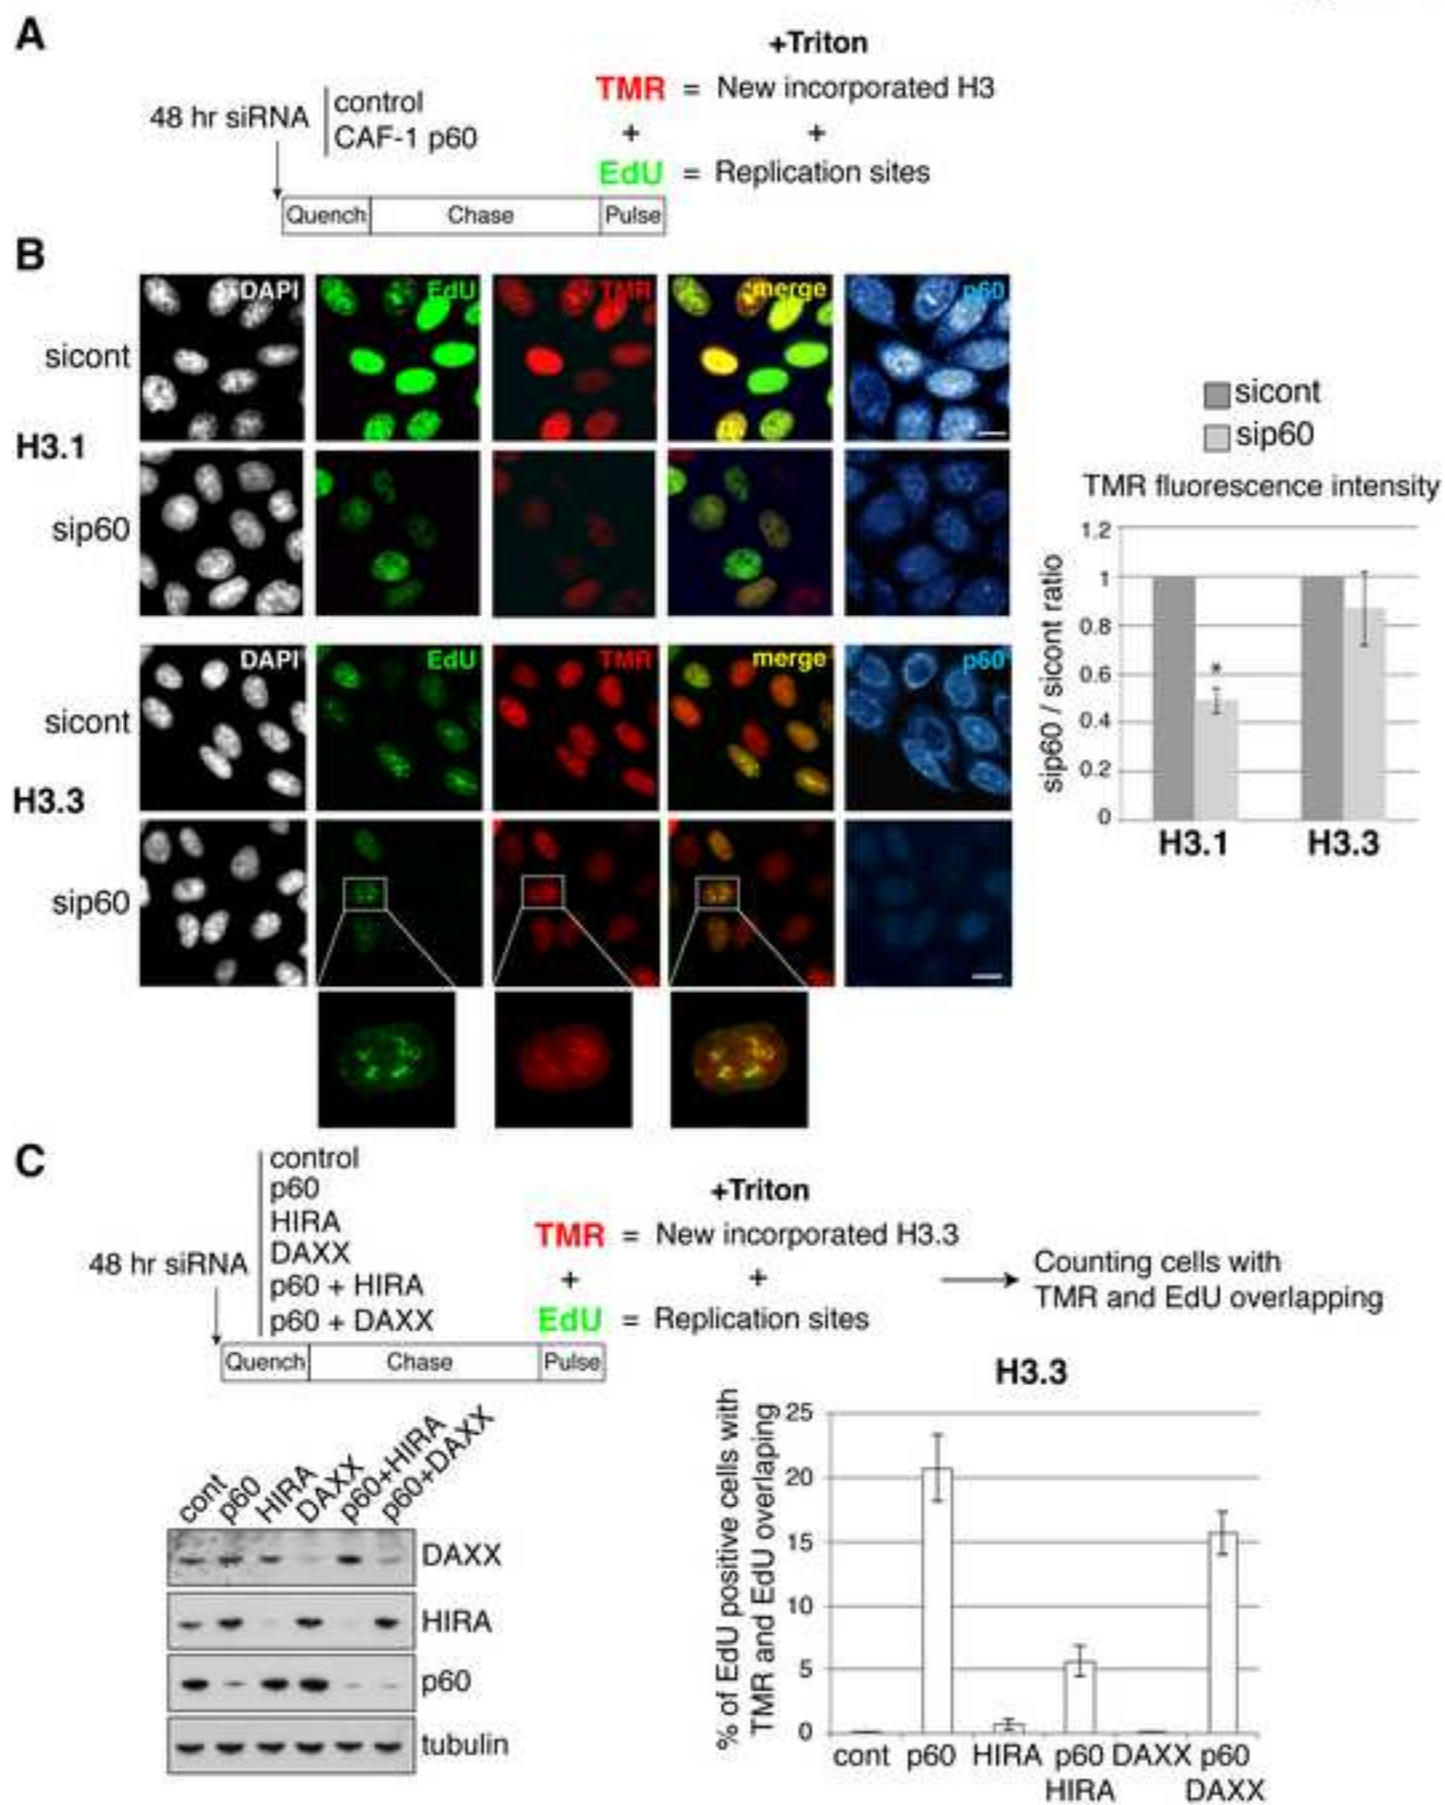 A
+Triton
TMR = New incorporated H3
48 hr siRNA
control
CAF-1 p60
+ +
EdU = Replication sites
Quench Chase Pulse
B
DAPI EdU TMR merge p60
sicont
H3.1
sip60
DAPI EdU TMR merge p60
sicont
H3.3
sip60
sicont
sip60
TMR fluorescence intensity
sip60 / sicont ratio
1.2
1
0.8
0.6
0.4
0.2
0
*
H3.1 H3.3
C
48 hr siRNA
control
p60
HIRA
DAXX
p60 + HIRA
p60 + DAXX
Quench Chase Pulse
+Triton
TMR = New incorporated H3.3
+ +
EdU = Replication sites
Counting cells with
TMR and EdU overlapping
cont p60 HIRA DAXX p60+HIRA p60+DAXX
DAXX
HIRA
p60
tubulin
H3.3
% of EdU positive cells with
TMR and EdU overlaping
25
20
15
10
5
0
cont p60 HIRA p60 DAXX p60
HIRA DAXX